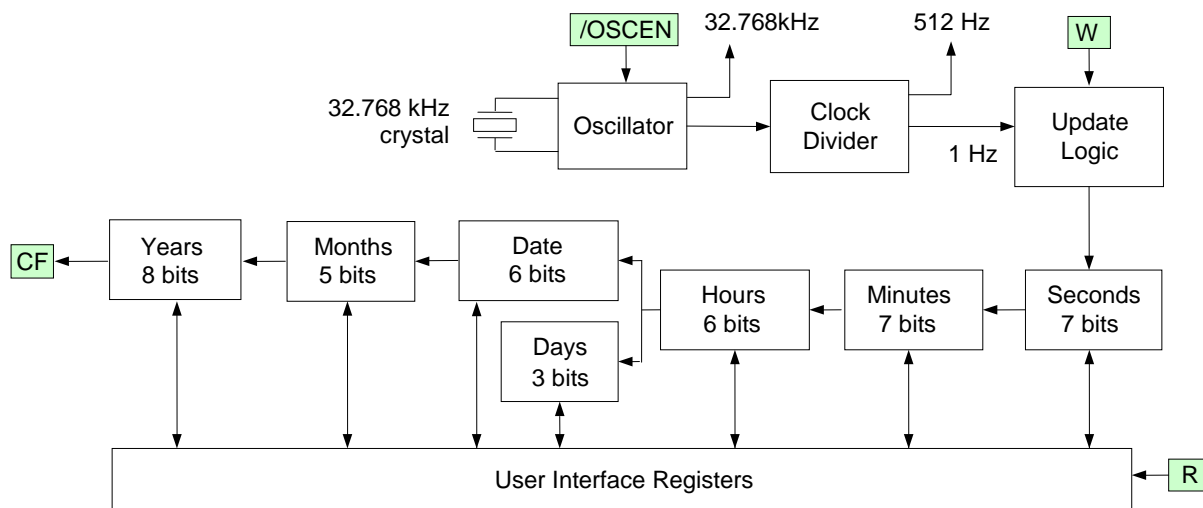 /OSCEN
32.768kHz
512 Hz
W
32.768 kHz
crystal
Oscillator
Clock
Divider
1 Hz
Update
Logic
CF
Years
8 bits
Months
5 bits
Date
6 bits
Days
3 bits
Hours
6 bits
Minutes
7 bits
Seconds
7 bits
User Interface Registers
R